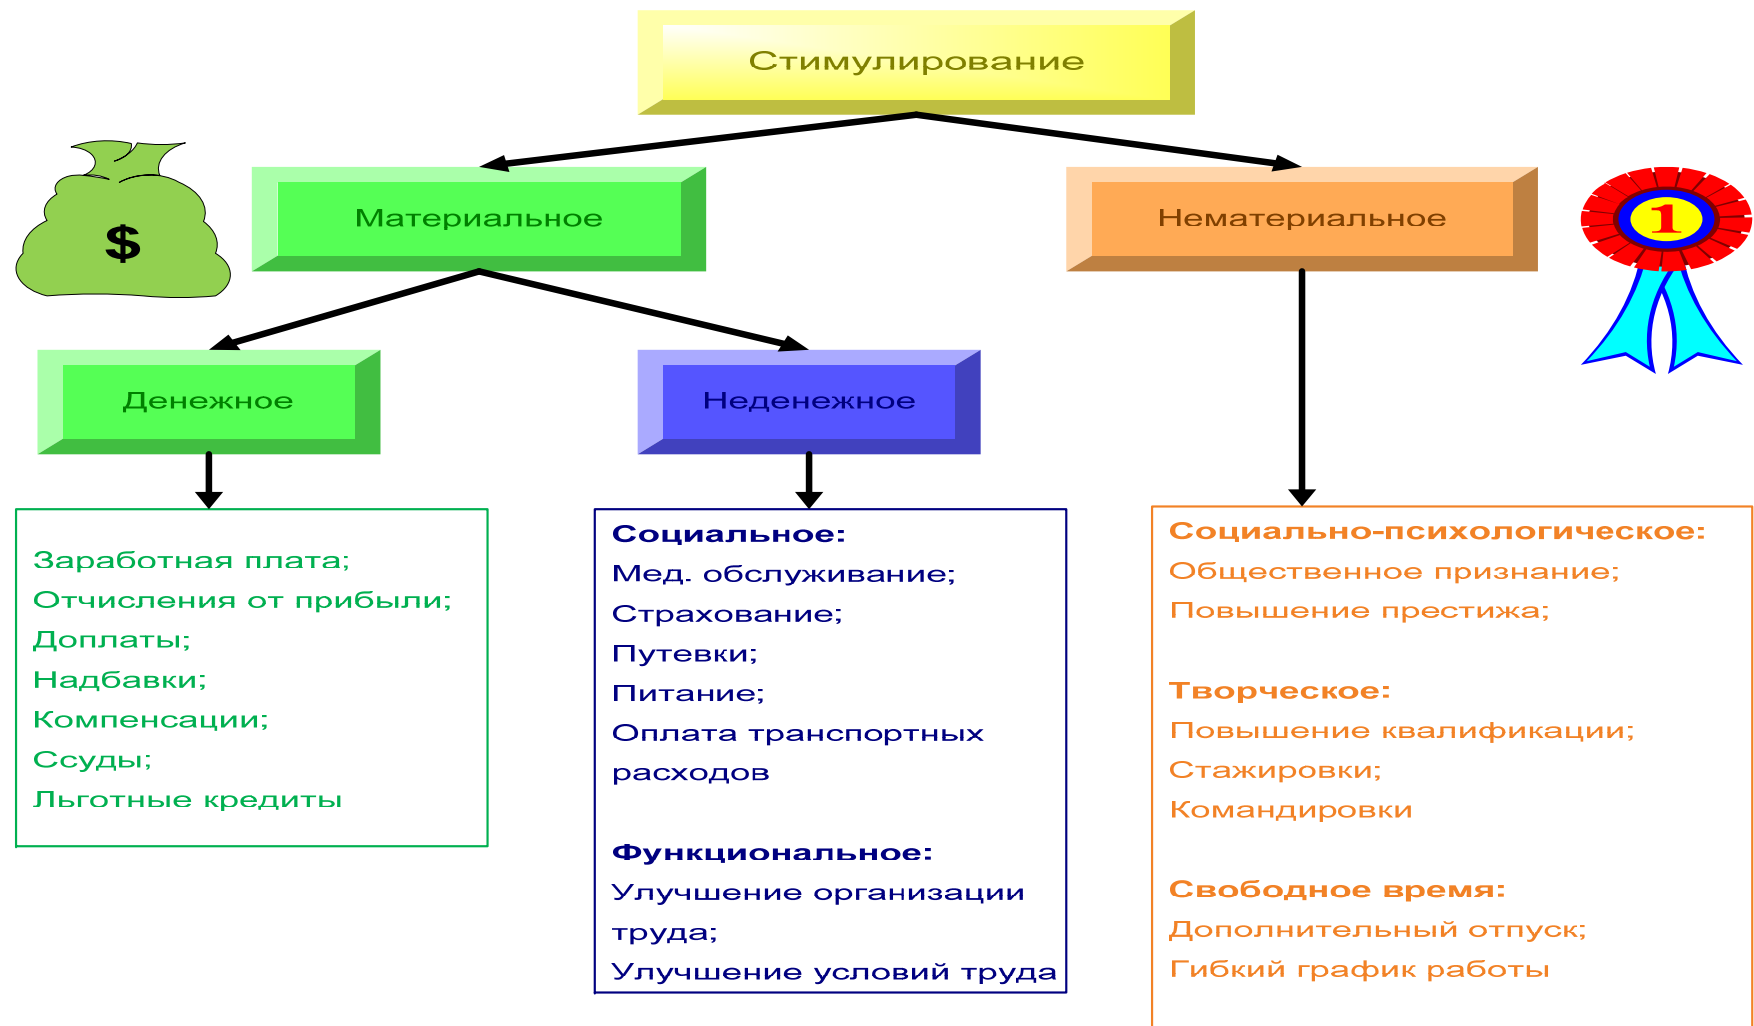 Стимулирование
$
Материальное
Нематериальное
1
Денежное
Неденежное
Заработная плата;
Отчисления от прибыли;
Доплаты;
Надбавки;
Компенсации;
Ссуды;
Льготные кредиты
Социальное:
Мед. обслуживание;
Страхование;
Путевки;
Питание;
Оплата транспортных
расходов
Функциональное:
Улучшение организации
труда;
Улучшение условий труда
Социально-психологическое:
Общественное признание;
Повышение престижа;
Творческое:
Повышение квалификации;
Стажировки;
Командировки
Свободное время:
Дополнительный отпуск;
Гибкий график работы